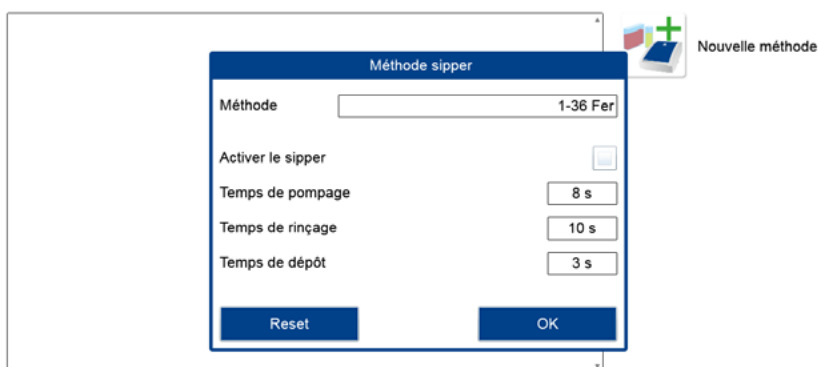 Nouvelle méthode
Méthode sipper
Méthode 1-36 Fer
Activer le sipper
Temps de pompage 8 s
Temps de rinçage 10 s
Temps de dépôt 3 s
Reset OK